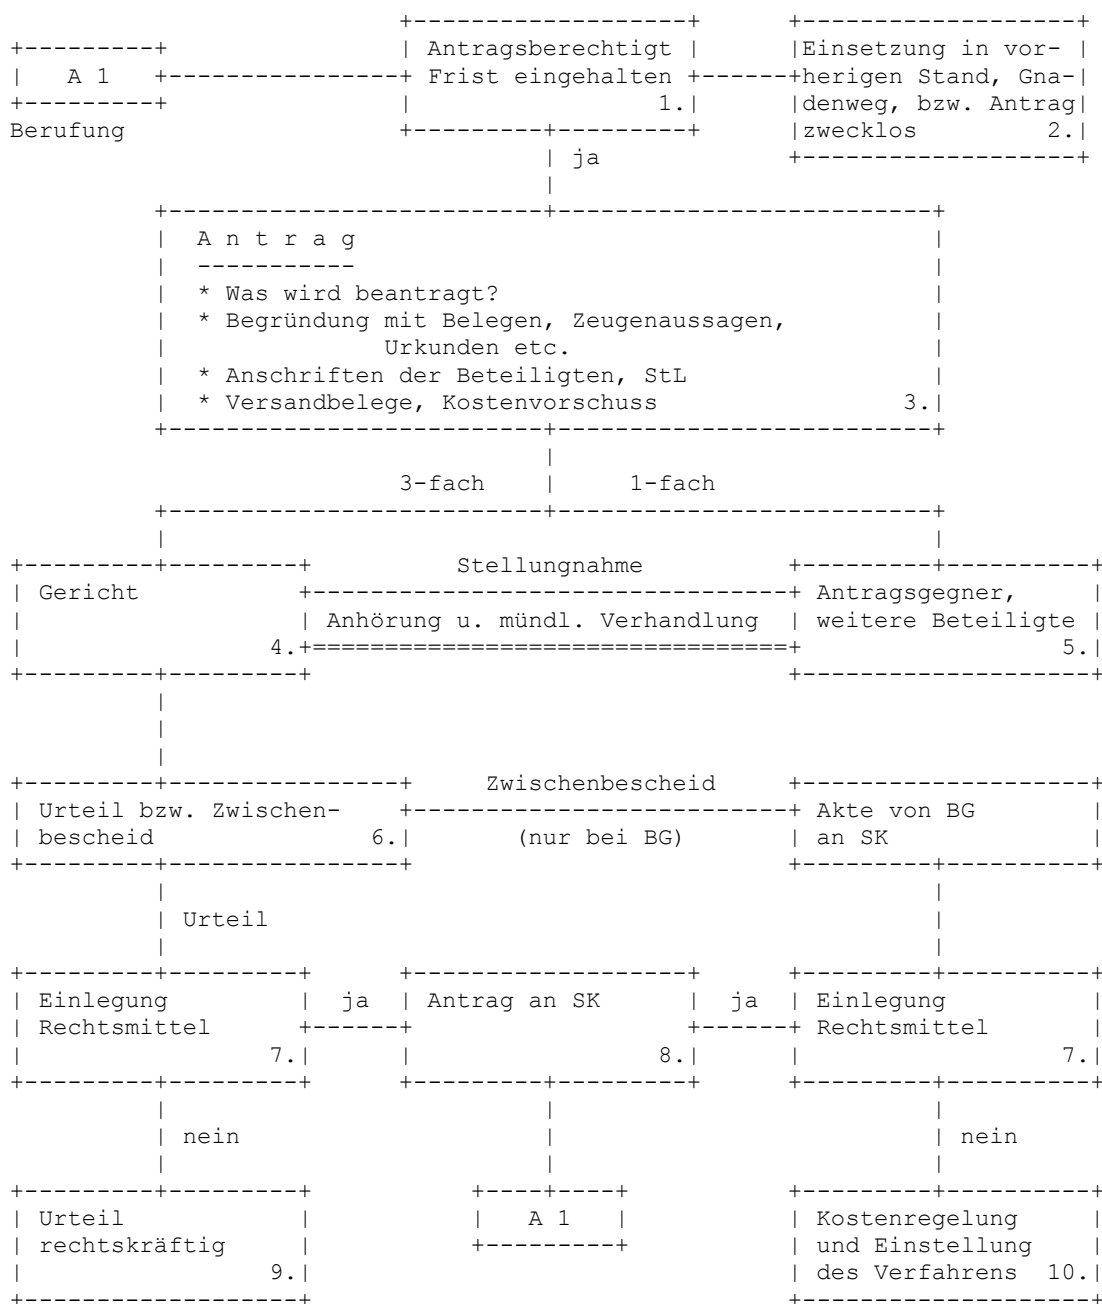 Antragsberechtigt
Frist eingehalten
1.
Einsetzung in vor-
herigen Stand, Gna-
denweg, bzw. Antrag
zwecklos 2.
A 1
Berufung
ja
A n t r a g
* Was wird beantragt?
* Begründung mit Belegen, Zeugenaussagen,
Urkunden etc.
* Anschriften der Beteiligten, StL
* Versandbelege, Kostenvorschuss 3.
3-fach 1-fach
Gericht
4.
Stellungnahme
Anhörung u. mündl. Verhandlung
Antragsgegner,
weitere Beteiligte
5.
Urteil bzw. Zwischen-
bescheid 6.
Zwischenbescheid
(nur bei BG)
Akte von BG
an SK
Urteil
Einlegung
Rechtsmittel
7.
ja
Antrag an SK
8.
ja
Einlegung
Rechtsmittel
7.
nein
nein
Urteil
rechtskräftig
9.
A 1
Kostenregelung
und Einstellung
des Verfahrens 10.